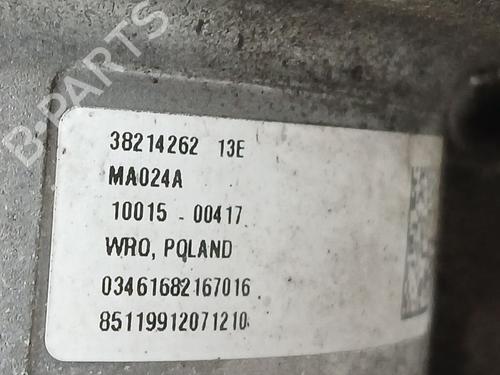 B-PARTS
38214262 13E
MA024A
10015 - 00417
WRO, POLAND
03461682167016
85119912071210